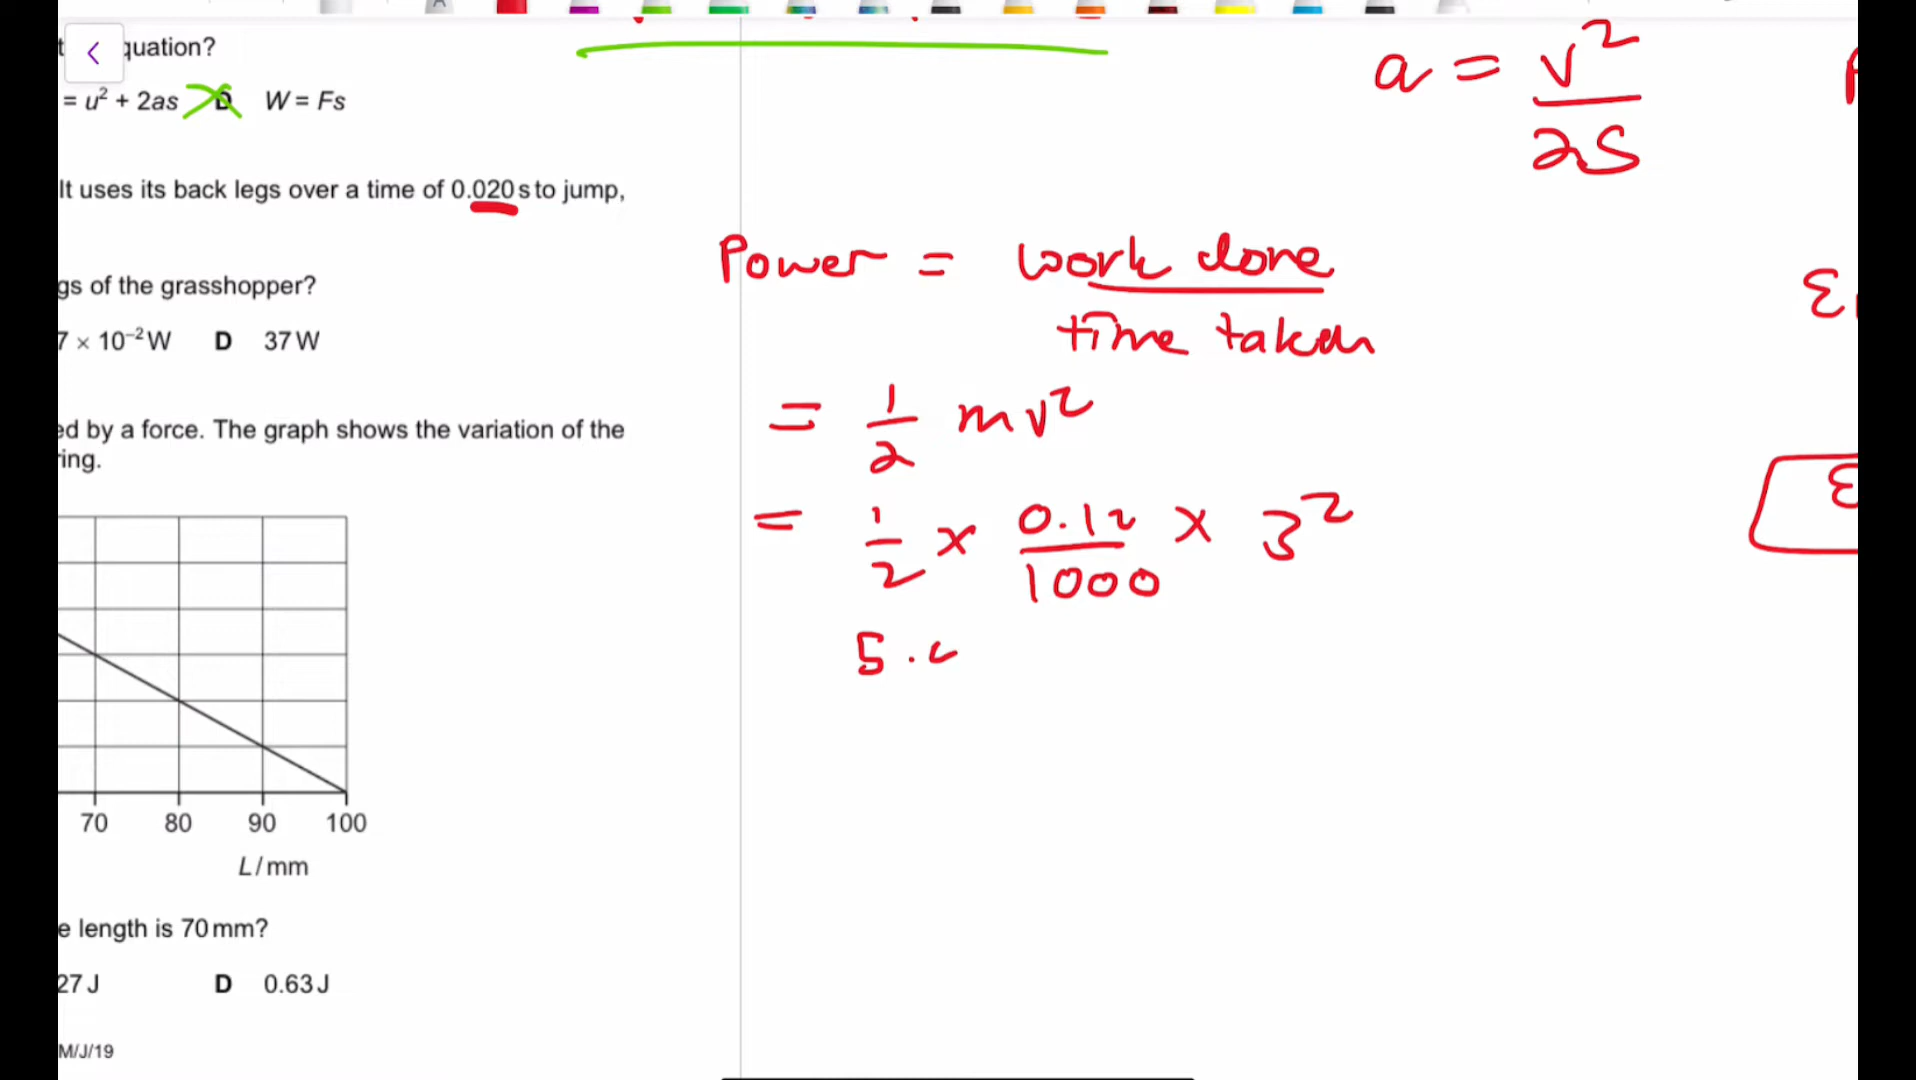 quation?
= u² + 2as D W = Fs
It uses its back legs over a time of 0.020 s to jump,
gs of the grasshopper?
7 × 10⁻² W D 37 W
ed by a force. The graph shows the variation of the
ring.
70 80 90 100
L/mm
e length is 70 mm?
27 J D 0.63 J
M/J/19
a = v²
2s
Power = work done
time taken
= 1/2 mv²
= 1/2 × 0.12/1000 × 3²
5.